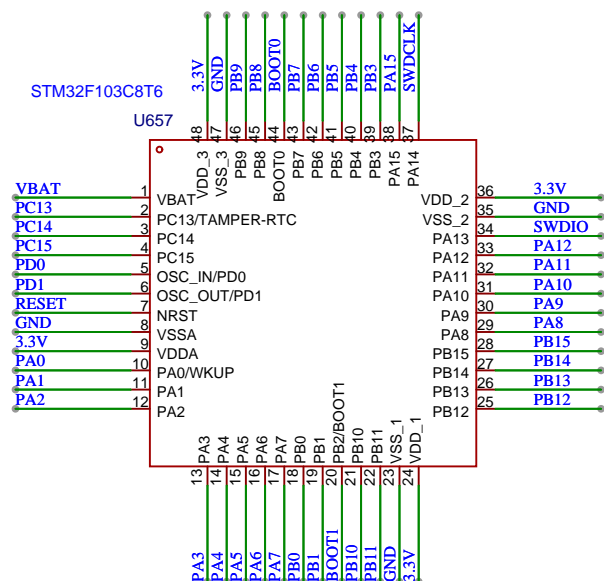 3.3V
GND
PB9
PB8
BOOT0
PB7
PB6
PB5
PB4
PB3
PA15
SWDCLK
STM32F103C8T6
U657
48
47
46
45
44
43
42
41
40
39
38
37
VDD_3
VSS_3
PB9
PB8
BOOT0
PB7
PB6
PB5
PB4
PB3
PA15
PA14
VBAT 1 VBAT
PC13 2 PC13/TAMPER-RTC
PC14 3 PC14
PC15 4 PC15
PD0 5 OSC_IN/PD0
PD1 6 OSC_OUT/PD1
RESET 7 NRST
GND 8 VSSA
3.3V 9 VDDA
PA0 10 PA0/WKUP
PA1 11 PA1
PA2 12 PA2
VDD_2 36 3.3V
VSS_2 35 GND
PA13 34 SWDIO
PA12 33 PA12
PA11 32 PA11
PA10 31 PA10
PA9 30 PA9
PA8 29 PA8
PB15 28 PB15
PB14 27 PB14
PB13 26 PB13
PB12 25 PB12
PA3
PA4
PA5
PA6
PA7
PB0
PB1
PB2/BOOT1
PB10
PB11
VSS_1
VDD_1
13
14
15
16
17
18
19
20
21
22
23
24
PA3
PA4
PA5
PA6
PA7
PB0
PB1
BOOT1
PB10
PB11
GND
3.3V